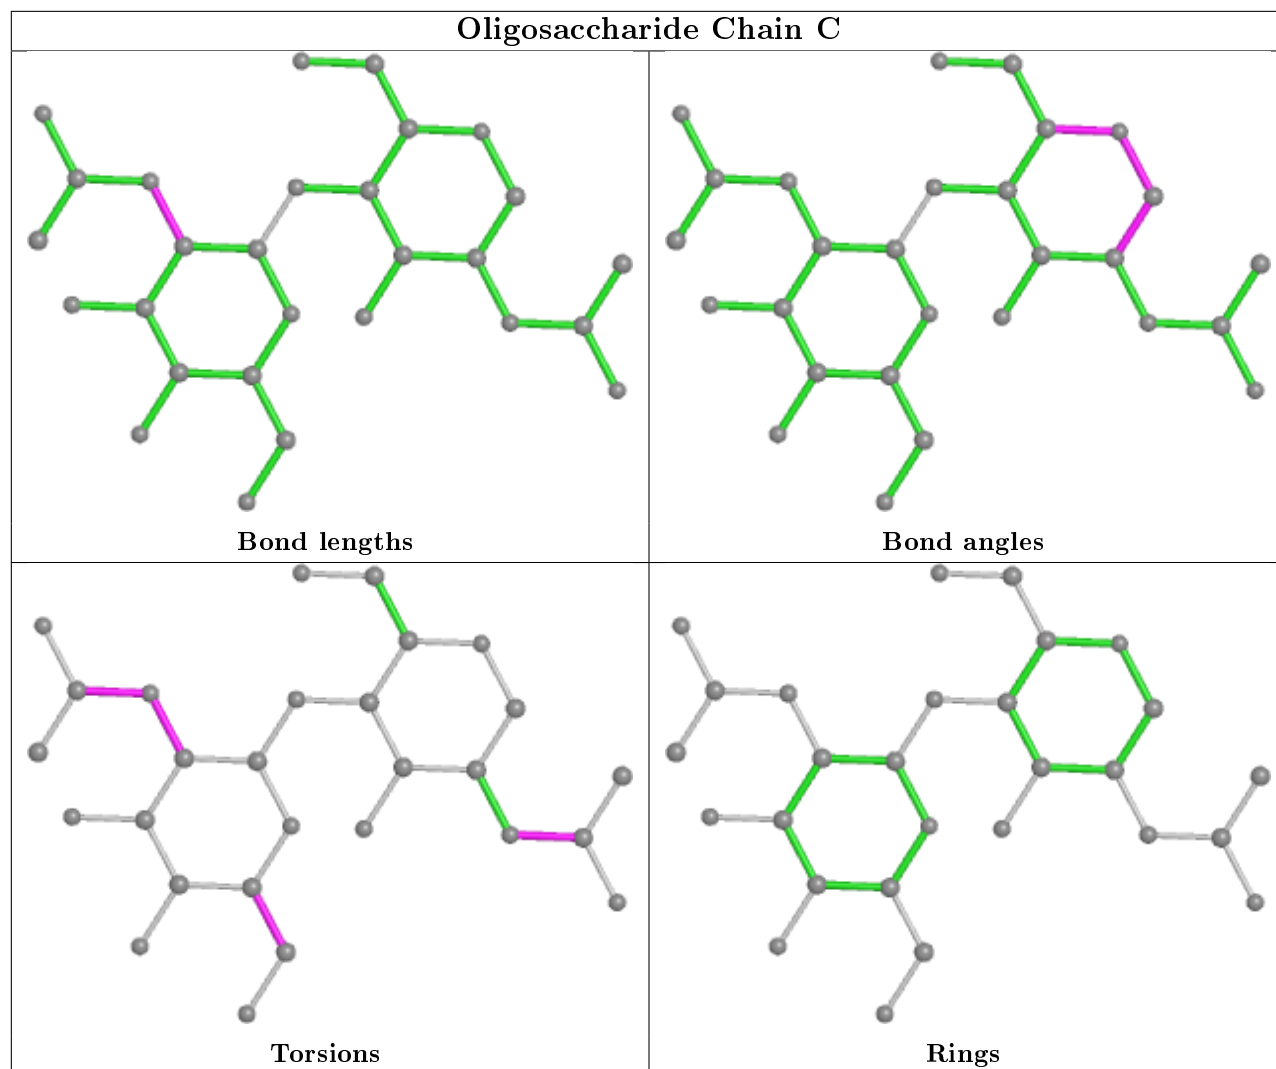 Oligosaccharide Chain C
Bond lengths
Bond angles
Torsions
Rings